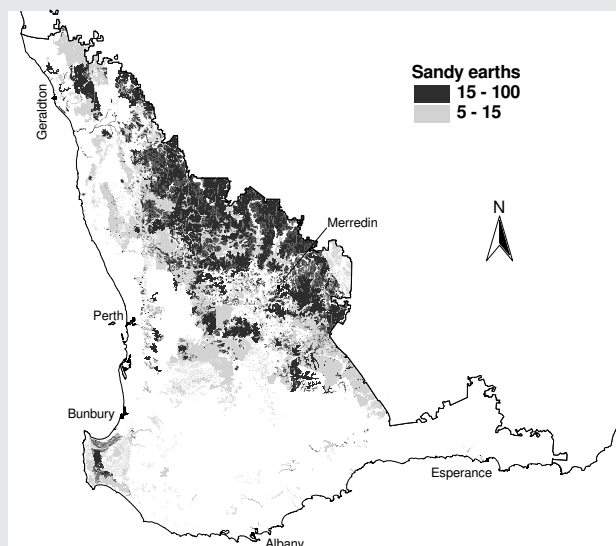 Sandy earths
15 - 100
5 - 15
Geraldton
N
Merredin
Perth
Bunbury
Esperance
Albany